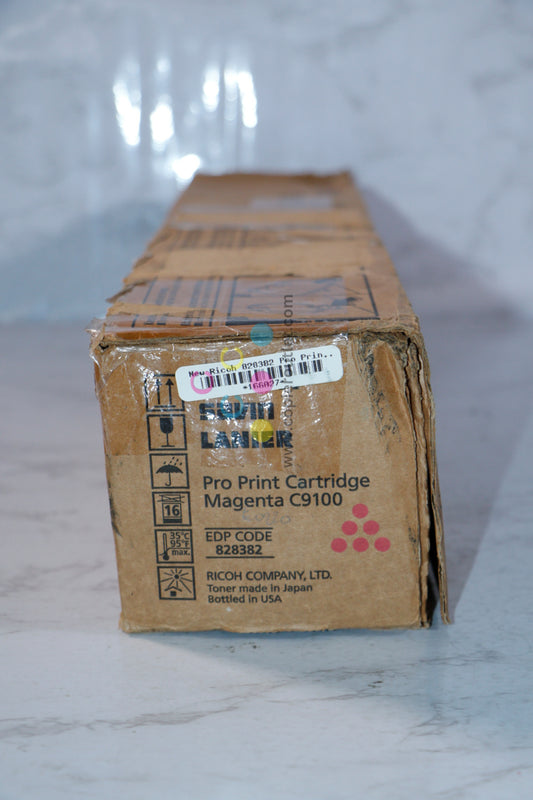 New Ricoh 828382 Pro Prin..
*166027*
LANIER
Pro Print Cartridge
Magenta C9100
16
35°C
95°F
max.
EDP CODE
828382
RICOH COMPANY, LTD.
Toner made in Japan
Bottled in USA